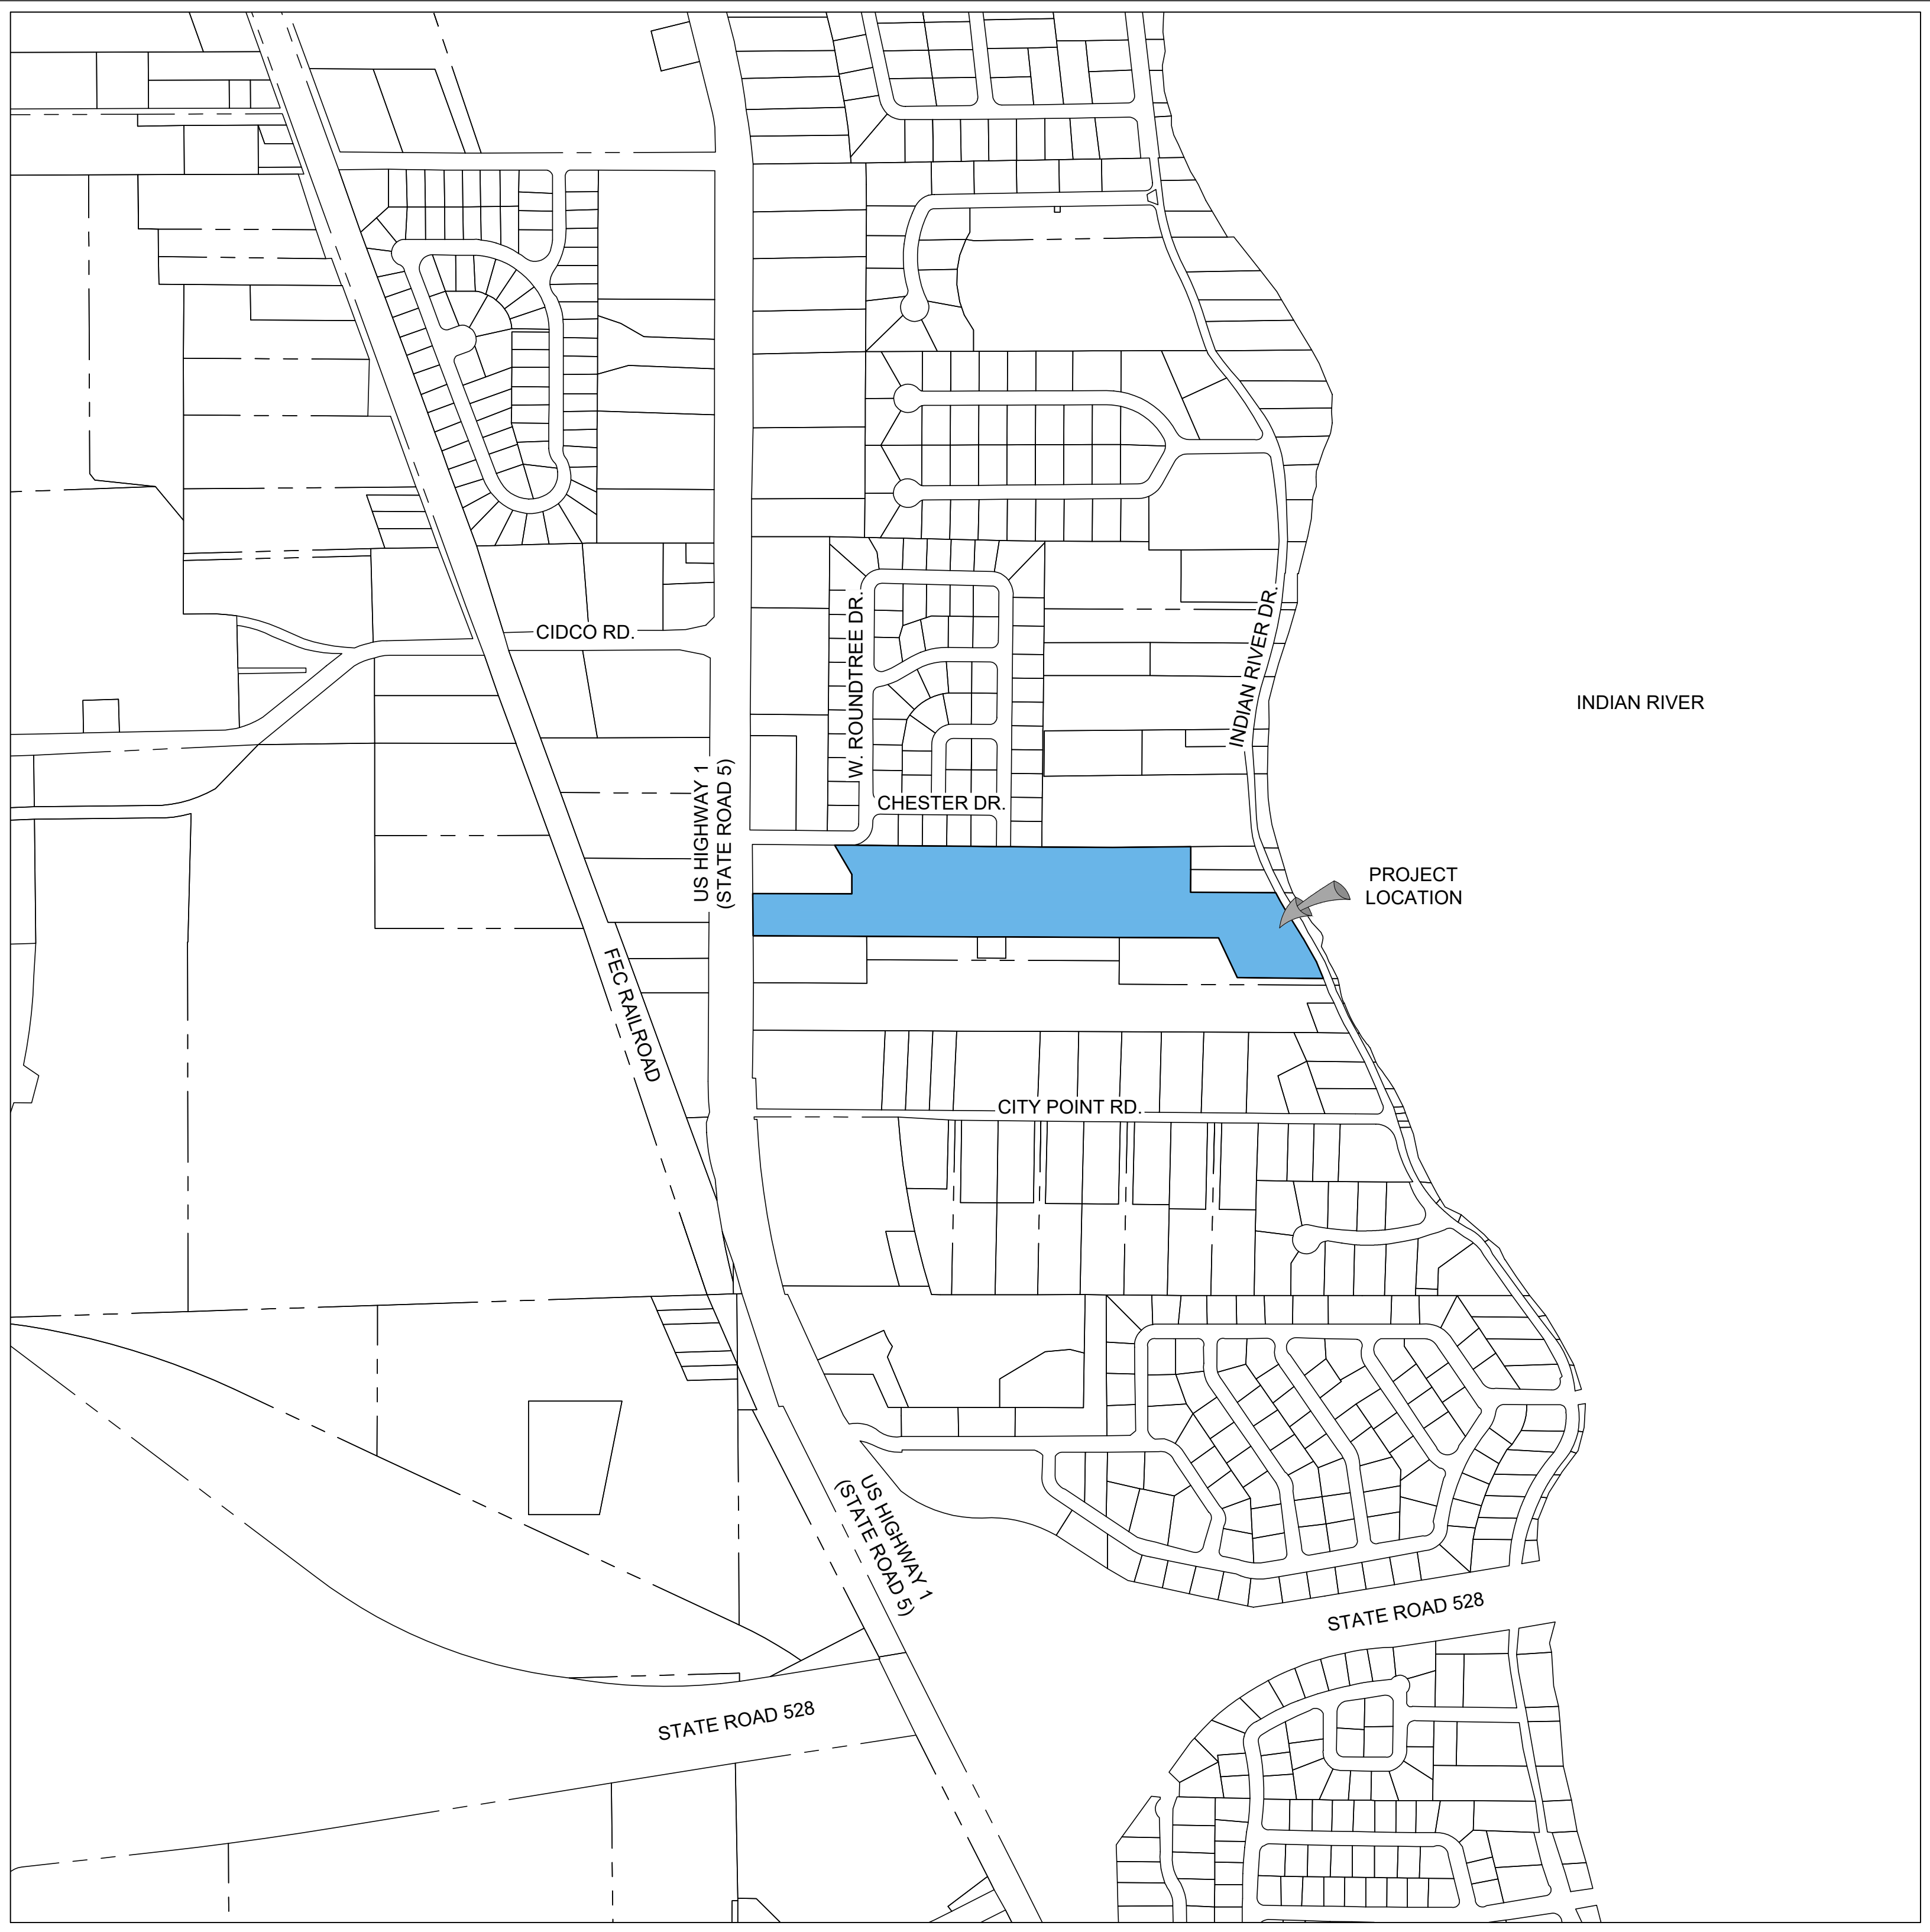 CIDCO RD.
W. ROUNDTREE DR.
INDIAN RIVER DR.
INDIAN RIVER
US HIGHWAY 1
(STATE ROAD 5)
CHESTER DR.
PROJECT
LOCATION
FEC RAILROAD
CITY POINT RD.
US HIGHWAY 1
(STATE ROAD 5)
STATE ROAD 528
STATE ROAD 528